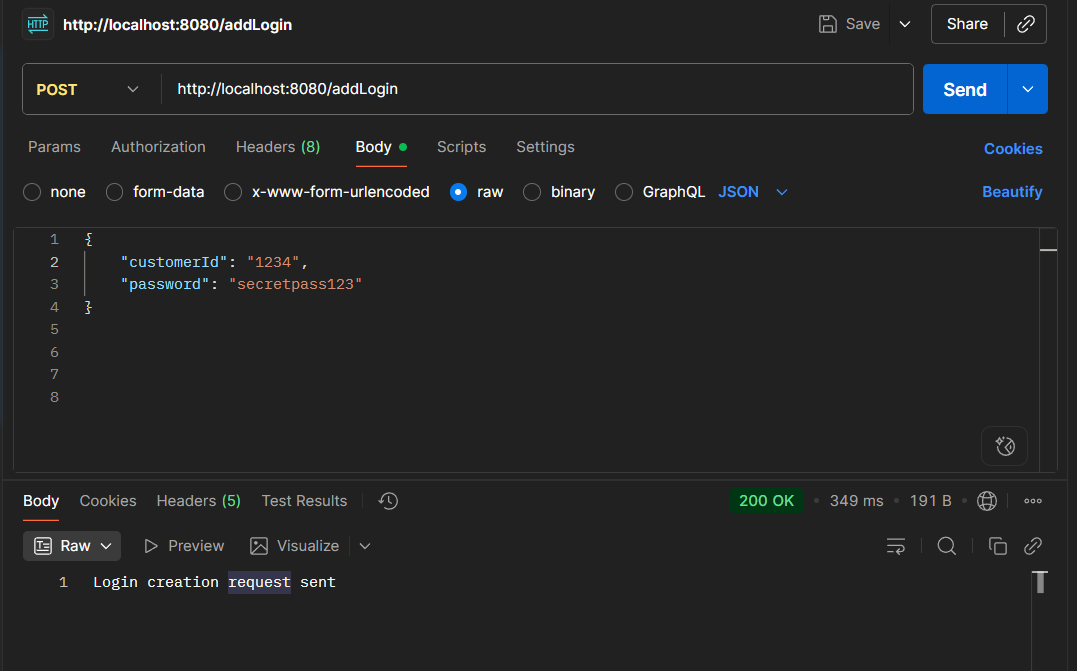 HTTP http://localhost:8080/addLogin Save Share
POST http://localhost:8080/addLogin Send
Params Authorization Headers (8) Body Scripts Settings Cookies
none form-data x-www-form-urlencoded raw binary GraphQL JSON Beautify
1 {
2 "customerId": "1234",
3 "password": "secretpass123"
4 }
5
6
7
8
Body Cookies Headers (5) Test Results 200 OK 349 ms 191 B
Raw Preview Visualize
1 Login creation request sent